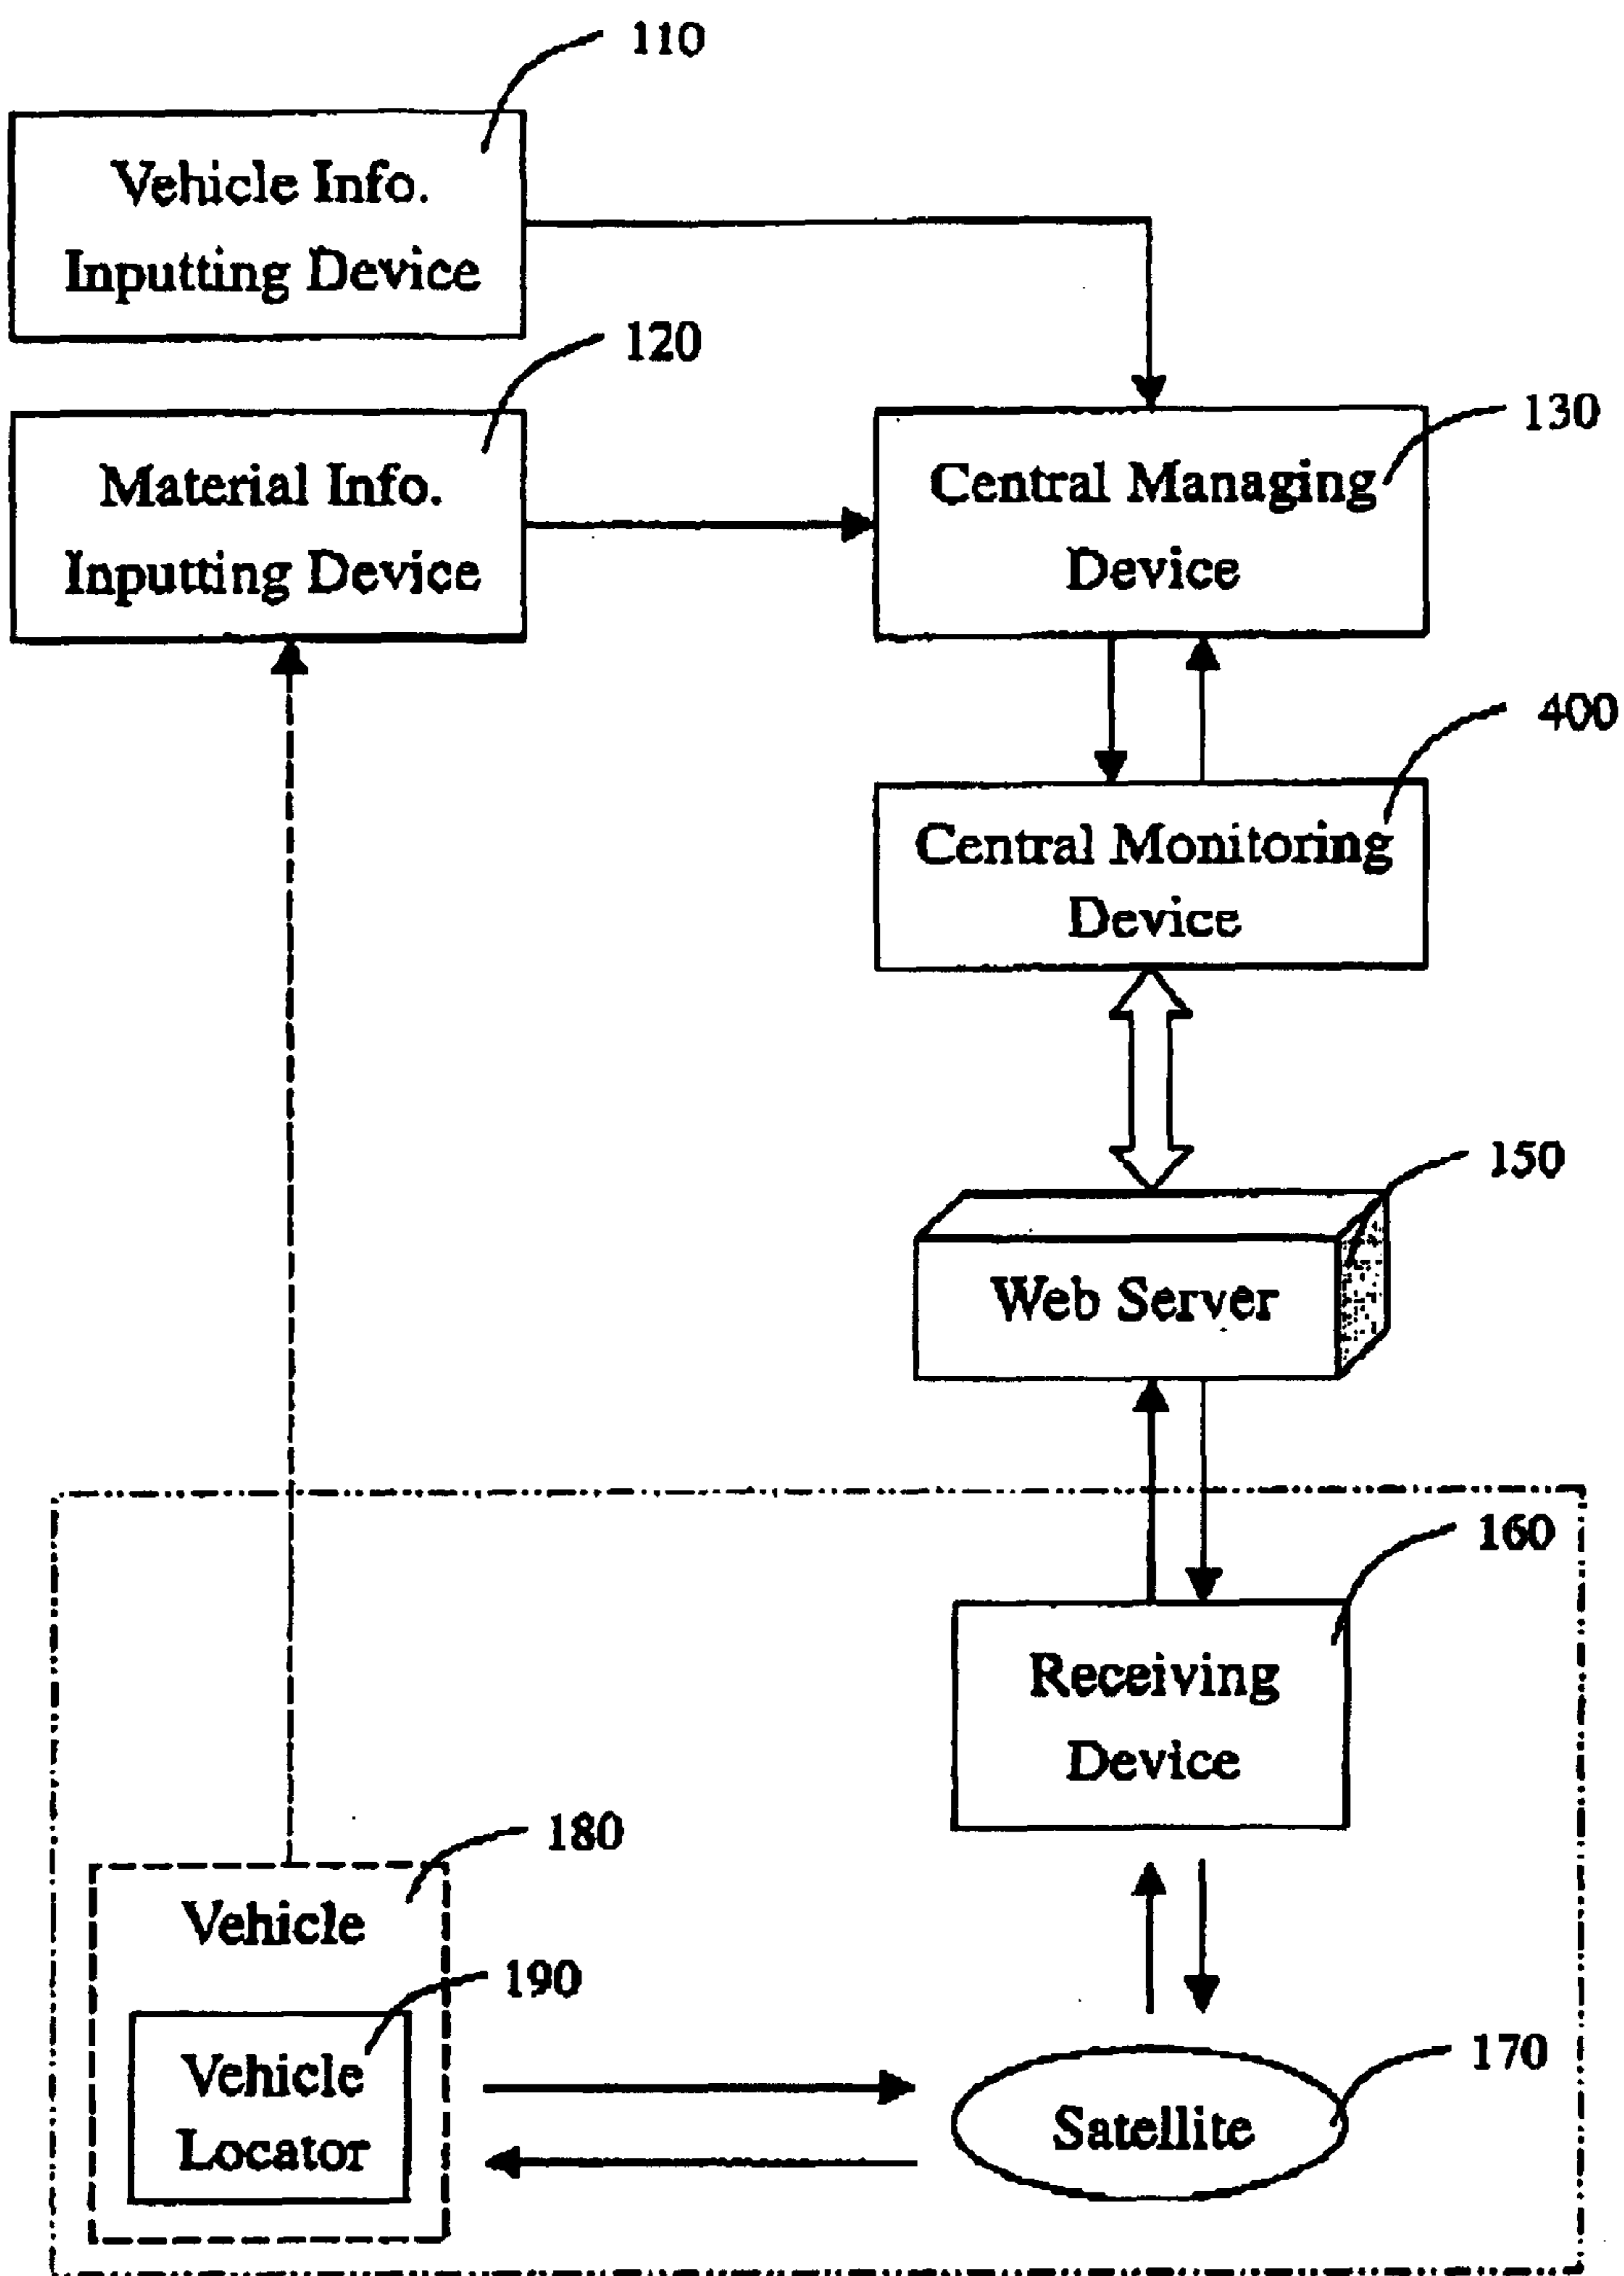 110
Vehicle Info.
Inputting Device
120
Material Info.
Inputting Device
130
Central Managing
Device
400
Central Monitoring
Device
150
Web Server
160
Receiving
Device
180
Vehicle
190
Vehicle
Locator
170
Satellite